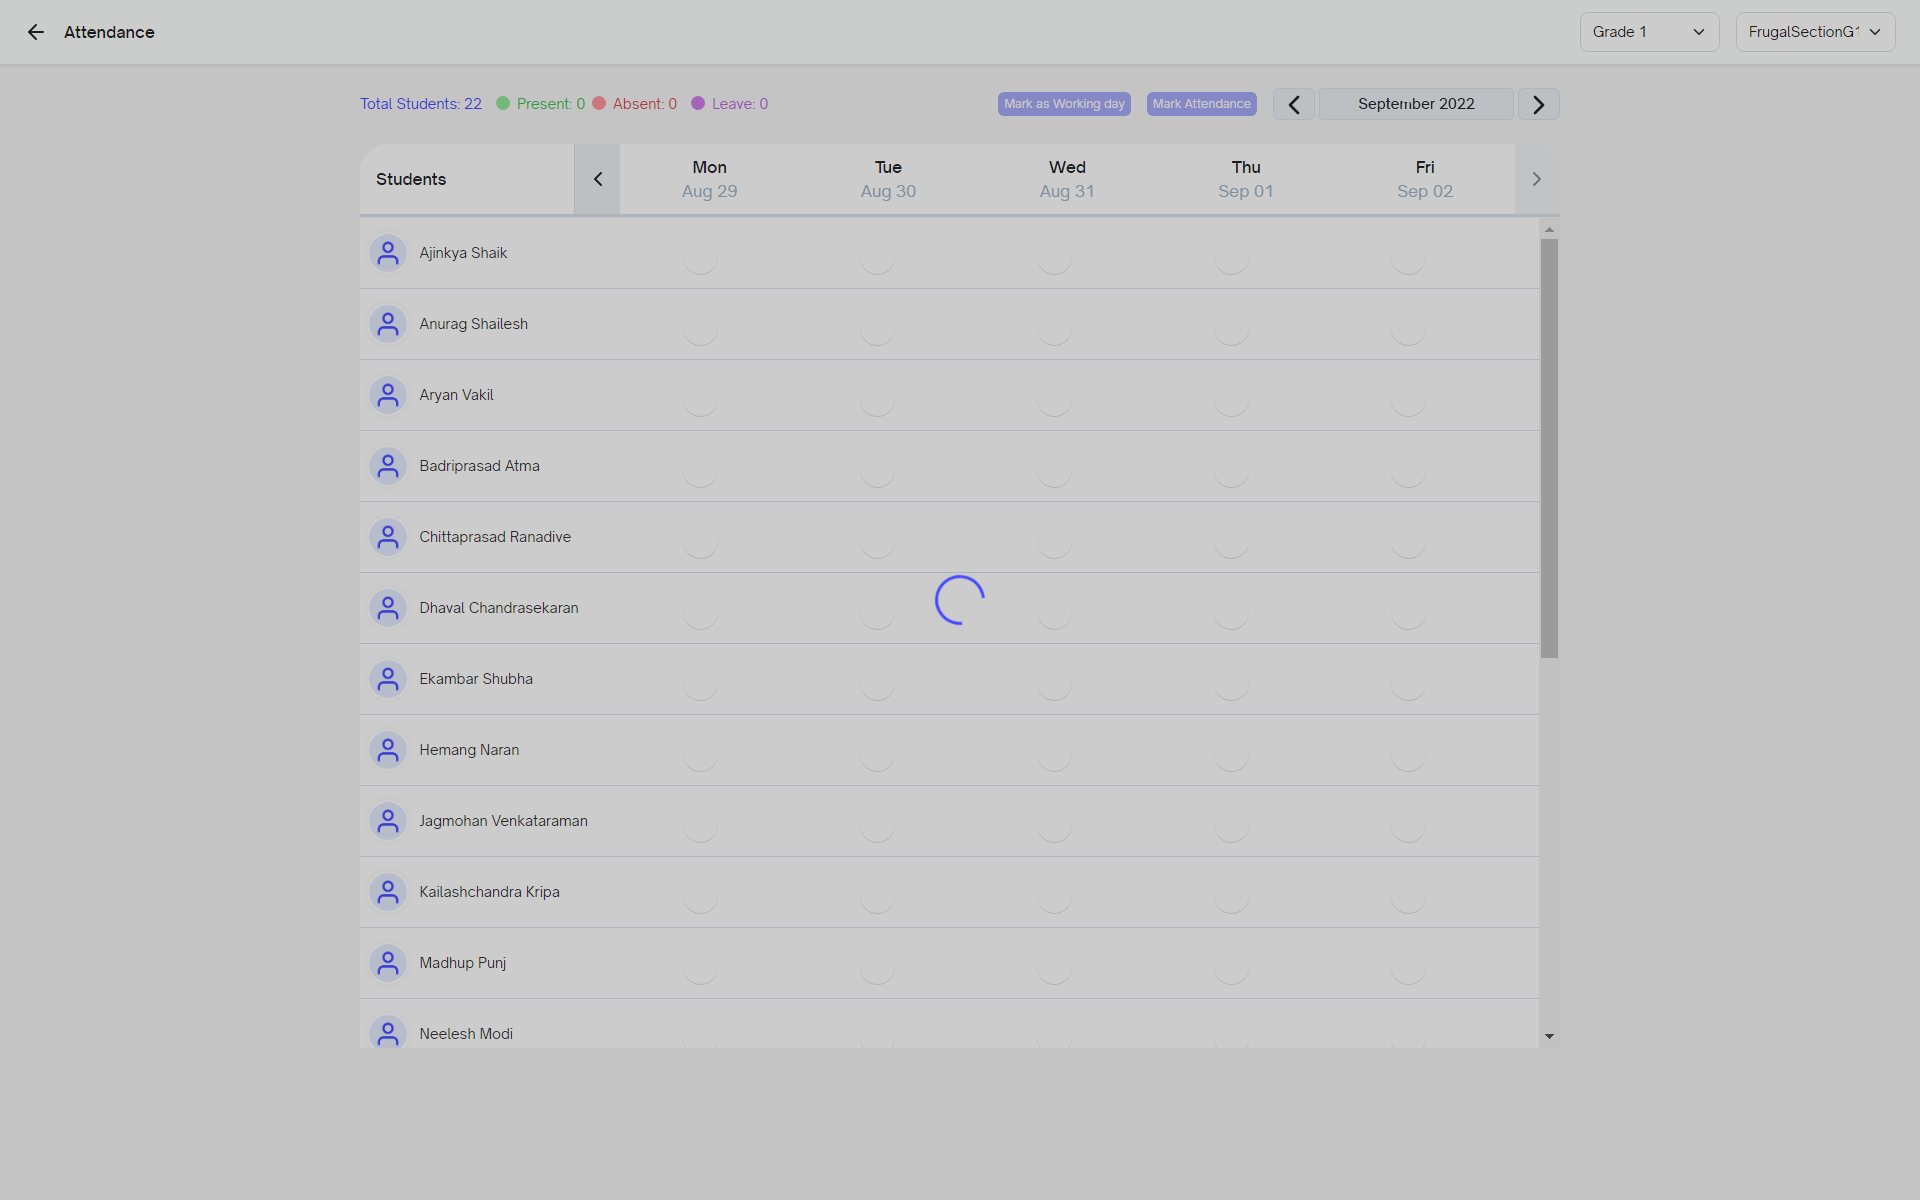 Attendance
Grade 1
FrugalSectionG1
Total Students: 22 Present: 0 Absent: 0 Leave: 0
Mark as Working day
Mark Attendance
September 2022
Students
Mon
Aug 29
Tue
Aug 30
Wed
Aug 31
Thu
Sep 01
Fri
Sep 02
Ajinkya Shaik
Anurag Shailesh
Aryan Vakil
Badriprasad Atma
Chittaprasad Ranadive
Dhaval Chandrasekaran
Ekambar Shubha
Hemang Naran
Jagmohan Venkataraman
Kailashchandra Kripa
Madhup Punj
Neelesh Modi